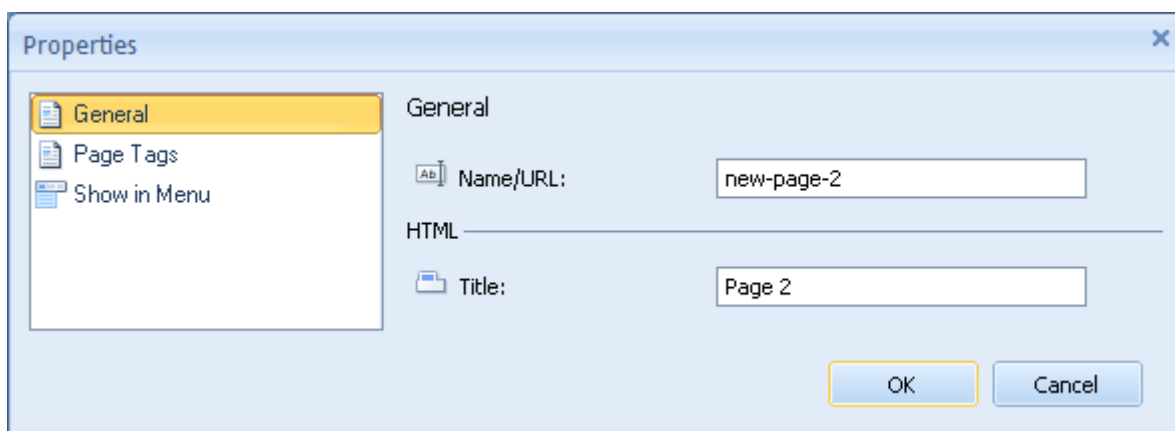 Properties
General
Page Tags
Show in Menu
General
Ab Name/URL: new-page-2
HTML
Title: Page 2
OK Cancel